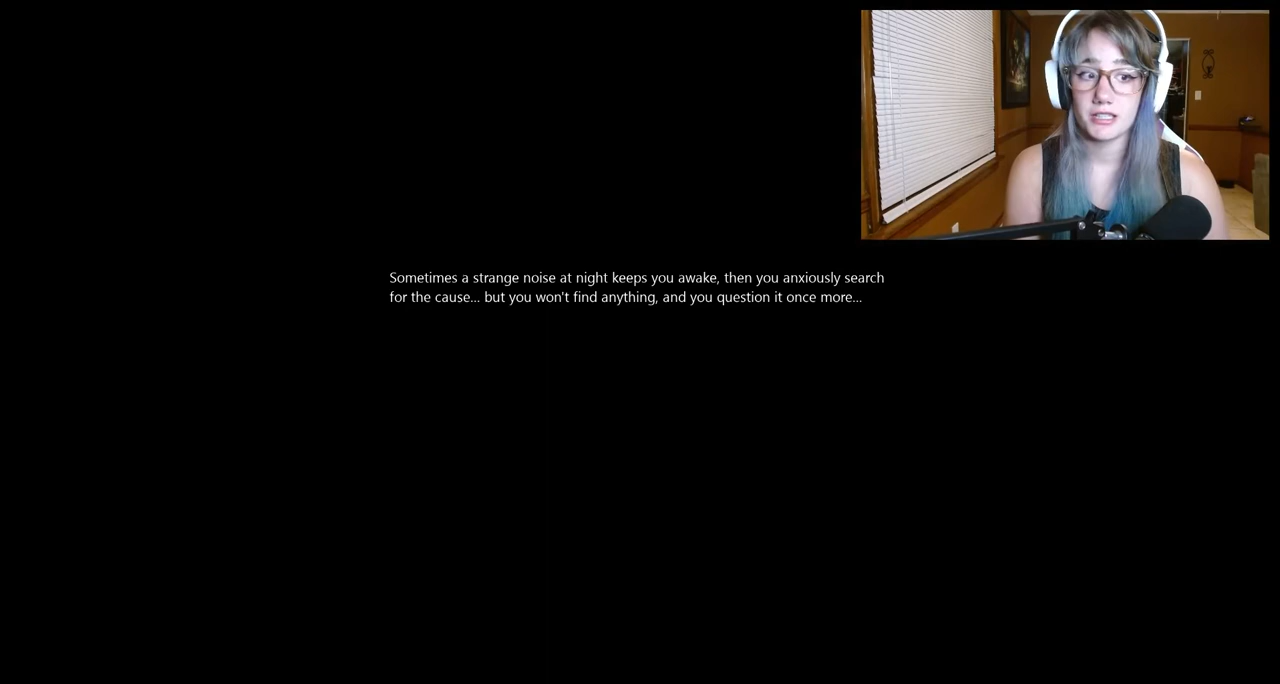 Sometimes a strange noise at night keeps you awake, then you anxiously search
for the cause... but you won't find anything, and you question it once more...